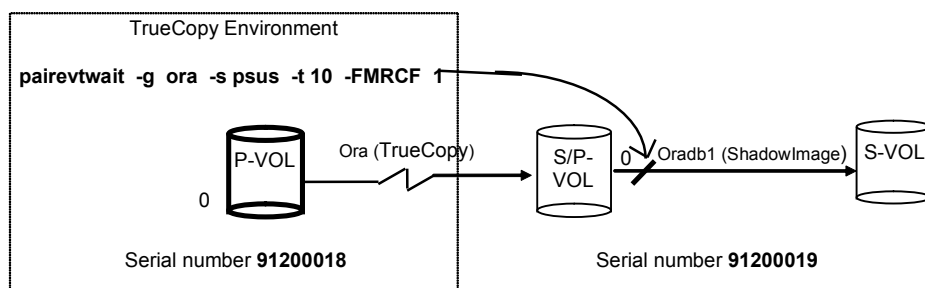 TrueCopy Environment
pairevtwait -g ora -s psus -t 10 -FMRCF 1
P-VOL
0
Ora (TrueCopy)
S/P-
VOL
0
Oradb1 (ShadowImage)
S-VOL
Serial number 91200018
Serial number 91200019